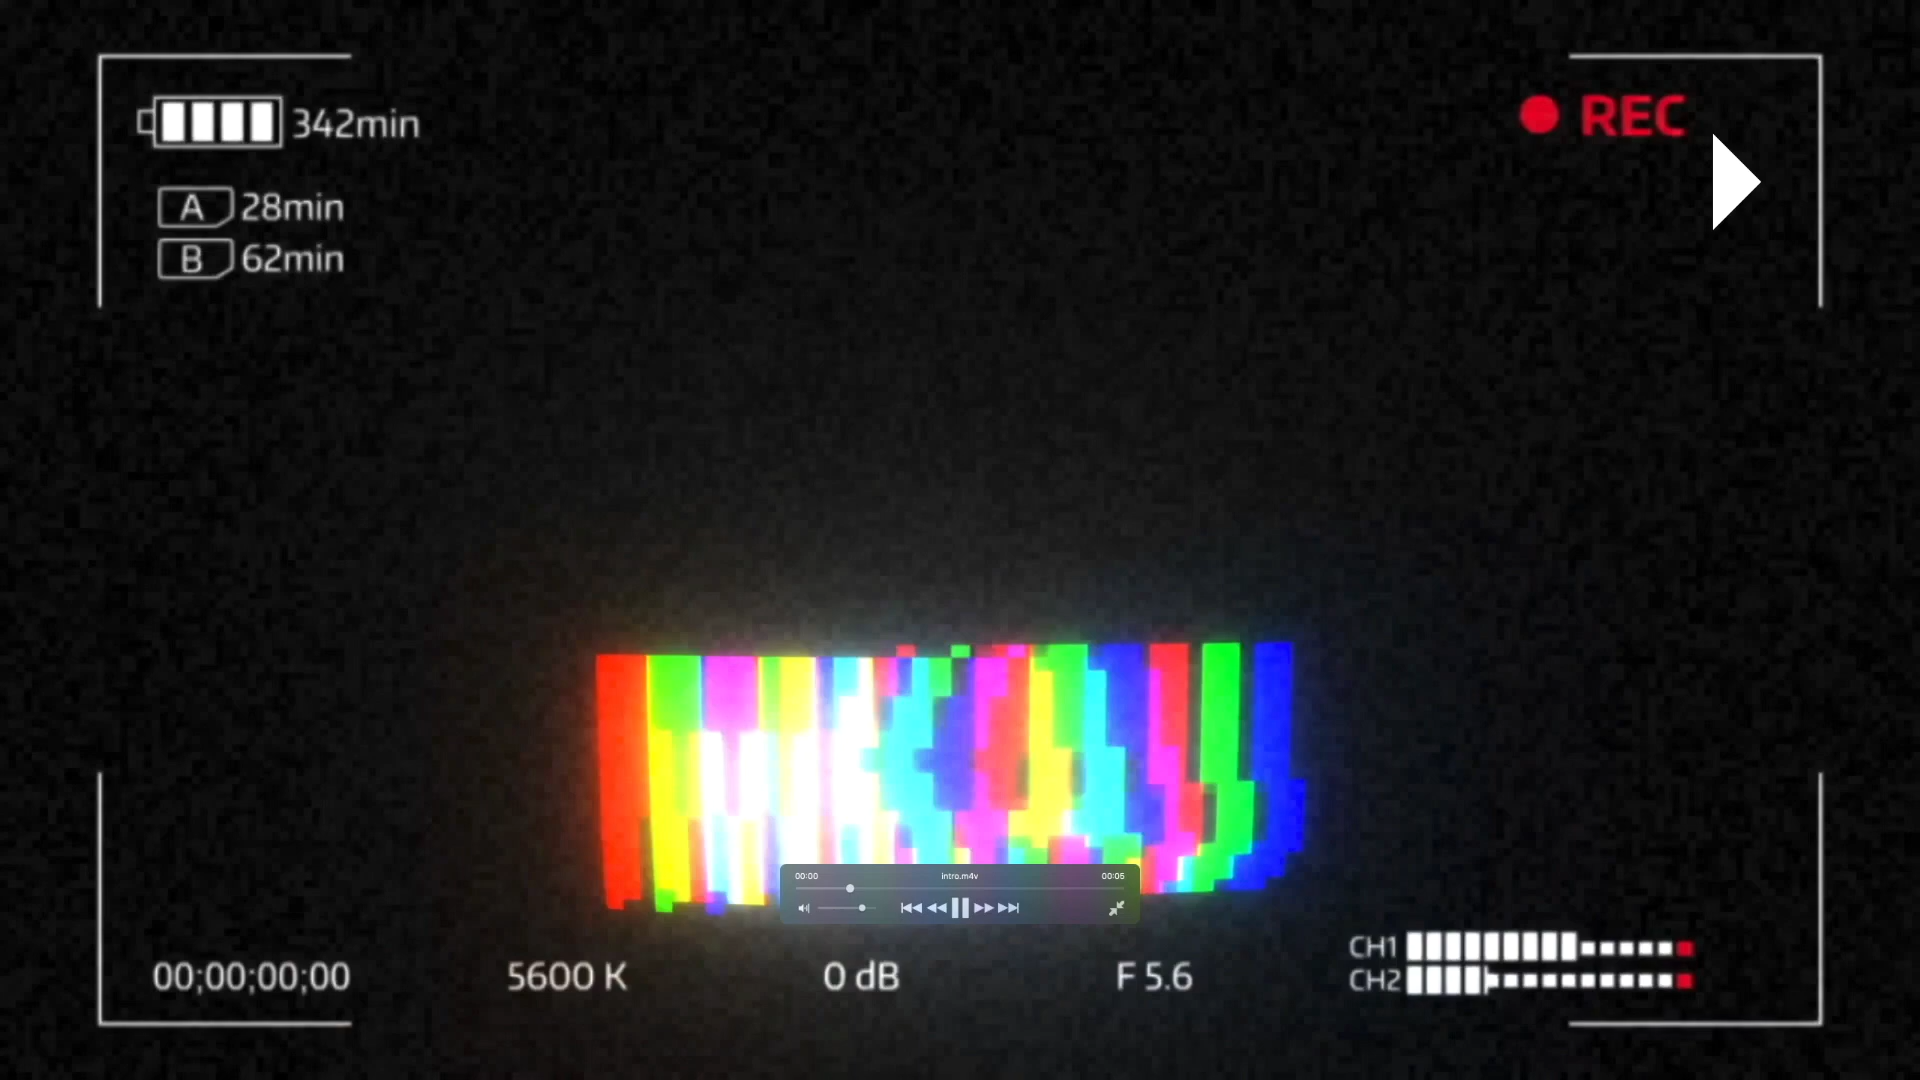 342min
REC
A 28min
B 62min
00:00 intro.m4v 00:05
CH1
00;00;00;00 5600 K 0 dB F 5.6 CH2